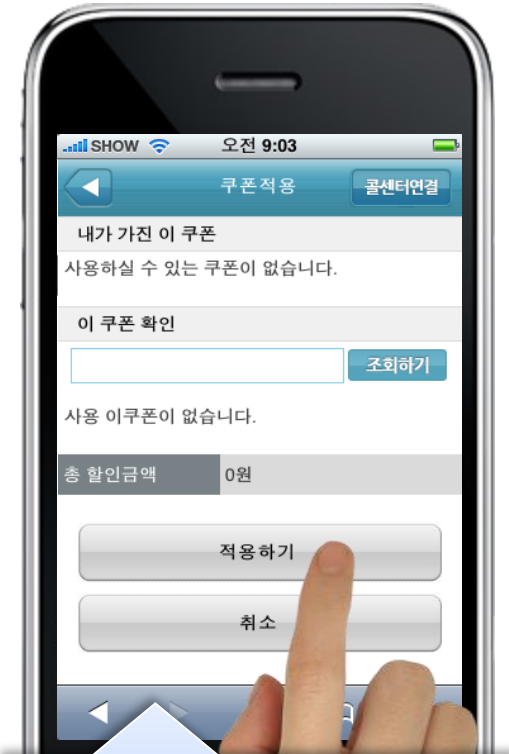 SHOW 오전 9:03
쿠폰적용 콜센터연결
내가 가진 이 쿠폰
사용하실 수 있는 쿠폰이 없습니다.
이 쿠폰 확인
조회하기
사용 이쿠폰이 없습니다.
총 할인금액 0원
적용하기
취소